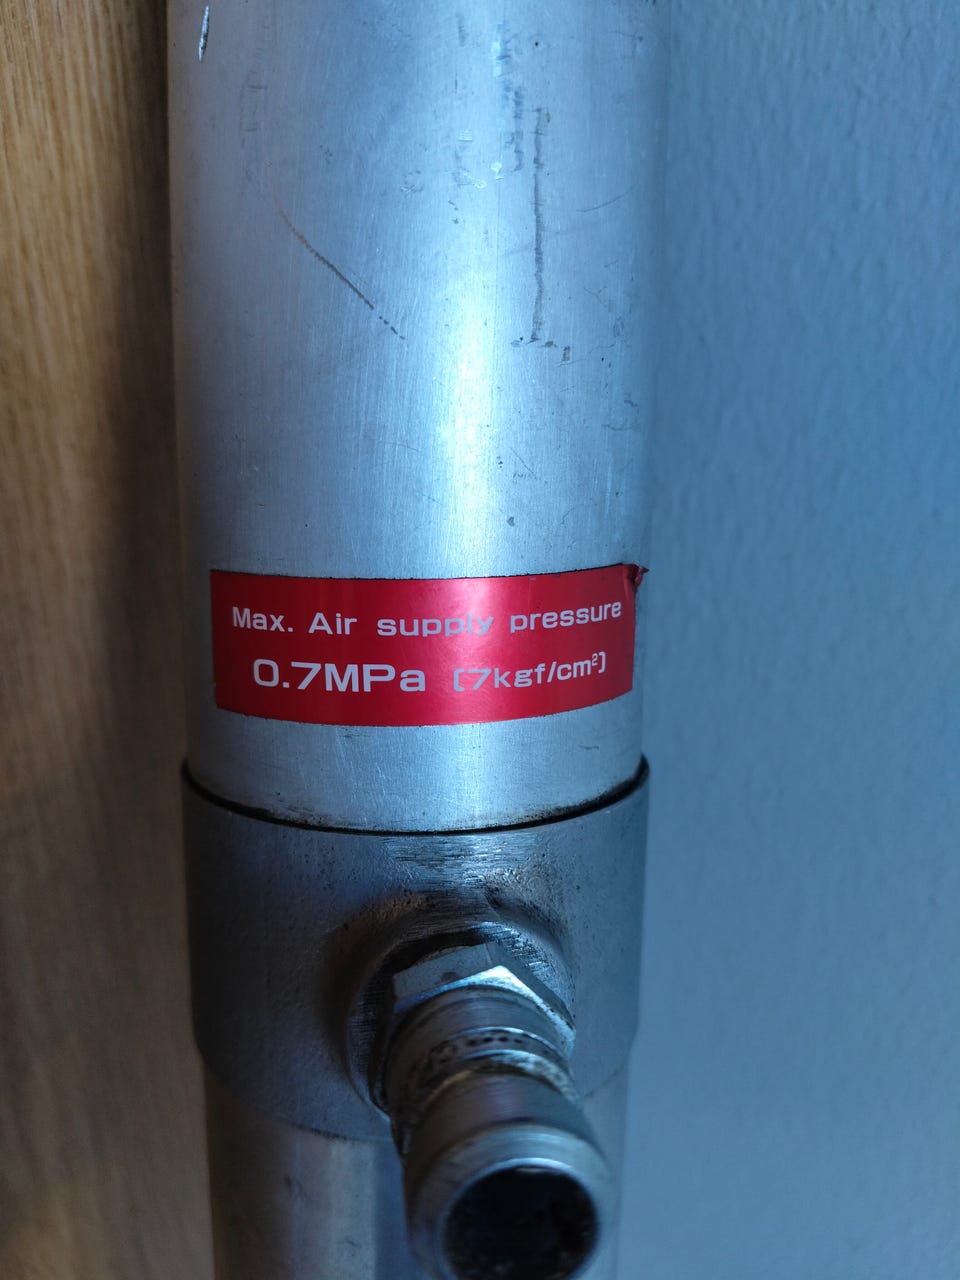 Max. Air supply pressure
0.7MPa [7kgf/cm²]